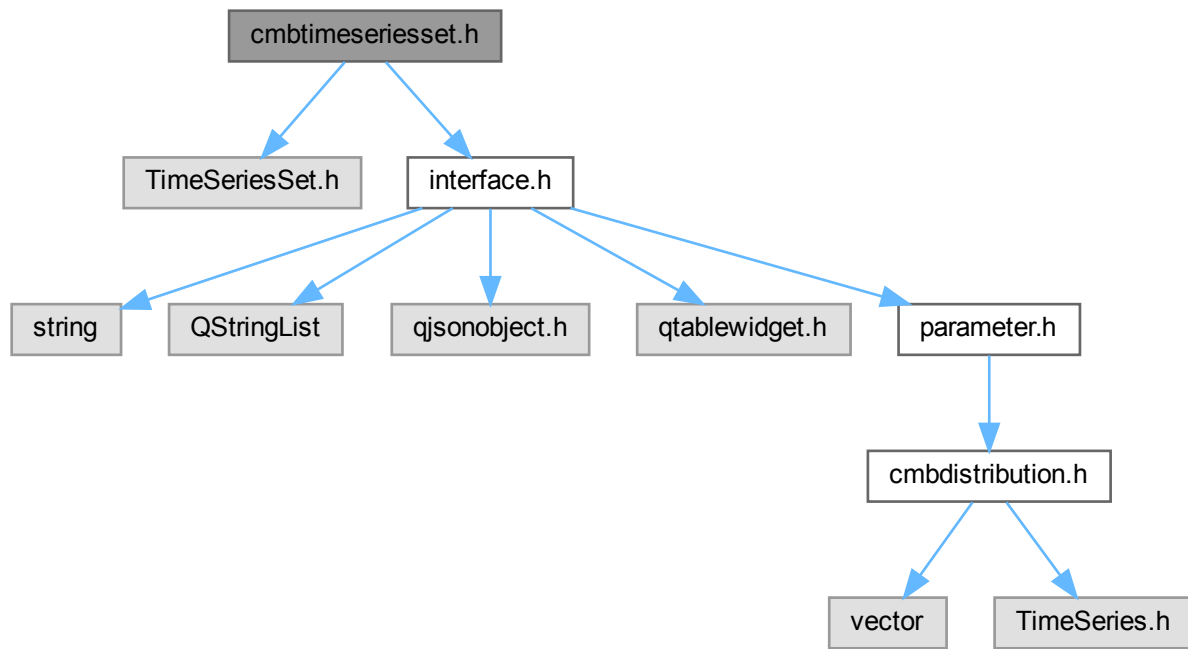 cmbtimeseriesset.h
TimeSeriesSet.h
interface.h
string
QStringList
qjsonobject.h
qtablewidget.h
parameter.h
cmbdistribution.h
vector
TimeSeries.h